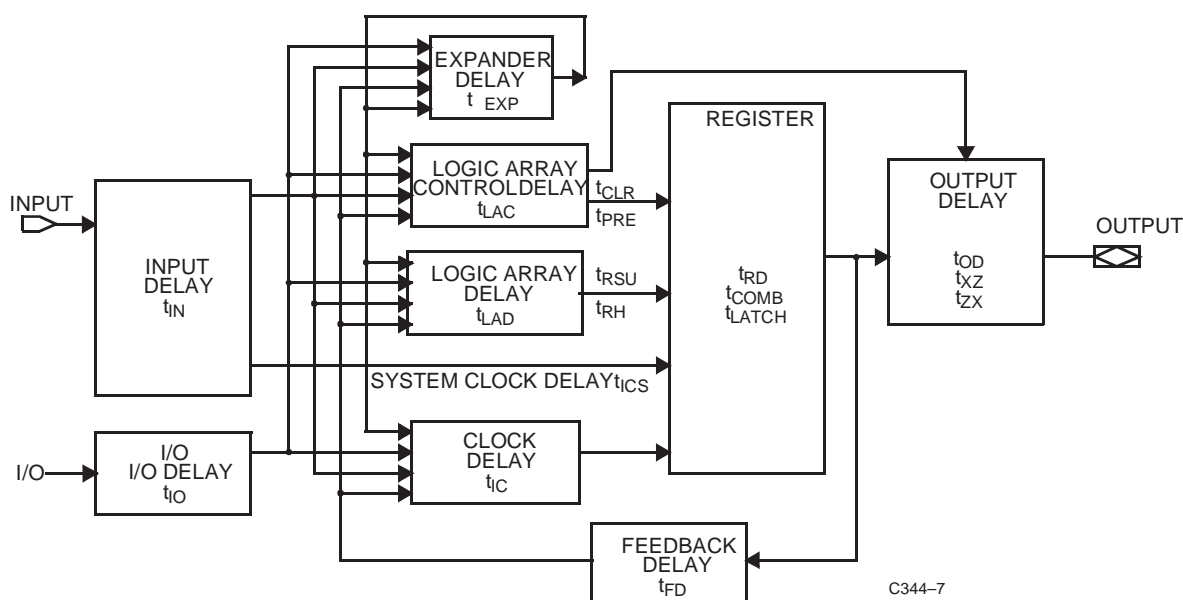 EXPANDER
DELAY
t EXP
REGISTER
LOGIC ARRAY
CONTROLDELAY
tLAC
tCLR
tPRE
INPUT
INPUT
DELAY
tIN
OUTPUT
DELAY
tOD
tXZ
tZX
OUTPUT
LOGIC ARRAY
DELAY
tLAD
tRSU
tRH
tRD
tCOMB
tLATCH
SYSTEM CLOCK DELAYtICS
I/O
I/O
I/O DELAY
tIO
CLOCK
DELAY
tIC
FEEDBACK
DELAY
tFD
C344–7